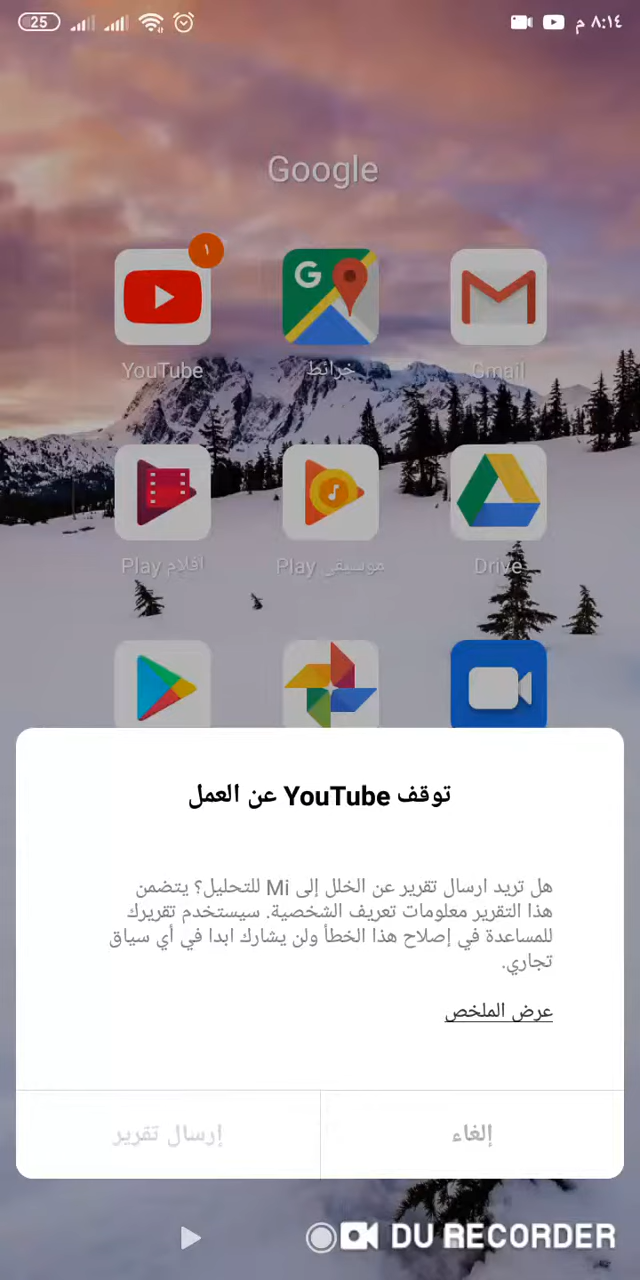 25
٨:١٤ م
Google
١
YouTube
خرائط
Gmail
أفلام Play
موسيقى Play
Drive
توقف YouTube عن العمل
هل تريد ارسال تقرير عن الخلل إلى Mi للتحليل؟ يتضمن
هذا التقرير معلومات تعريف الشخصية. سيستخدم تقريرك
للمساعدة في إصلاح هذا الخطأ ولن يشارك ابدا في أي سياق
تجاري.
عرض الملخص
إلغاء
إرسال تقرير
DU RECORDER